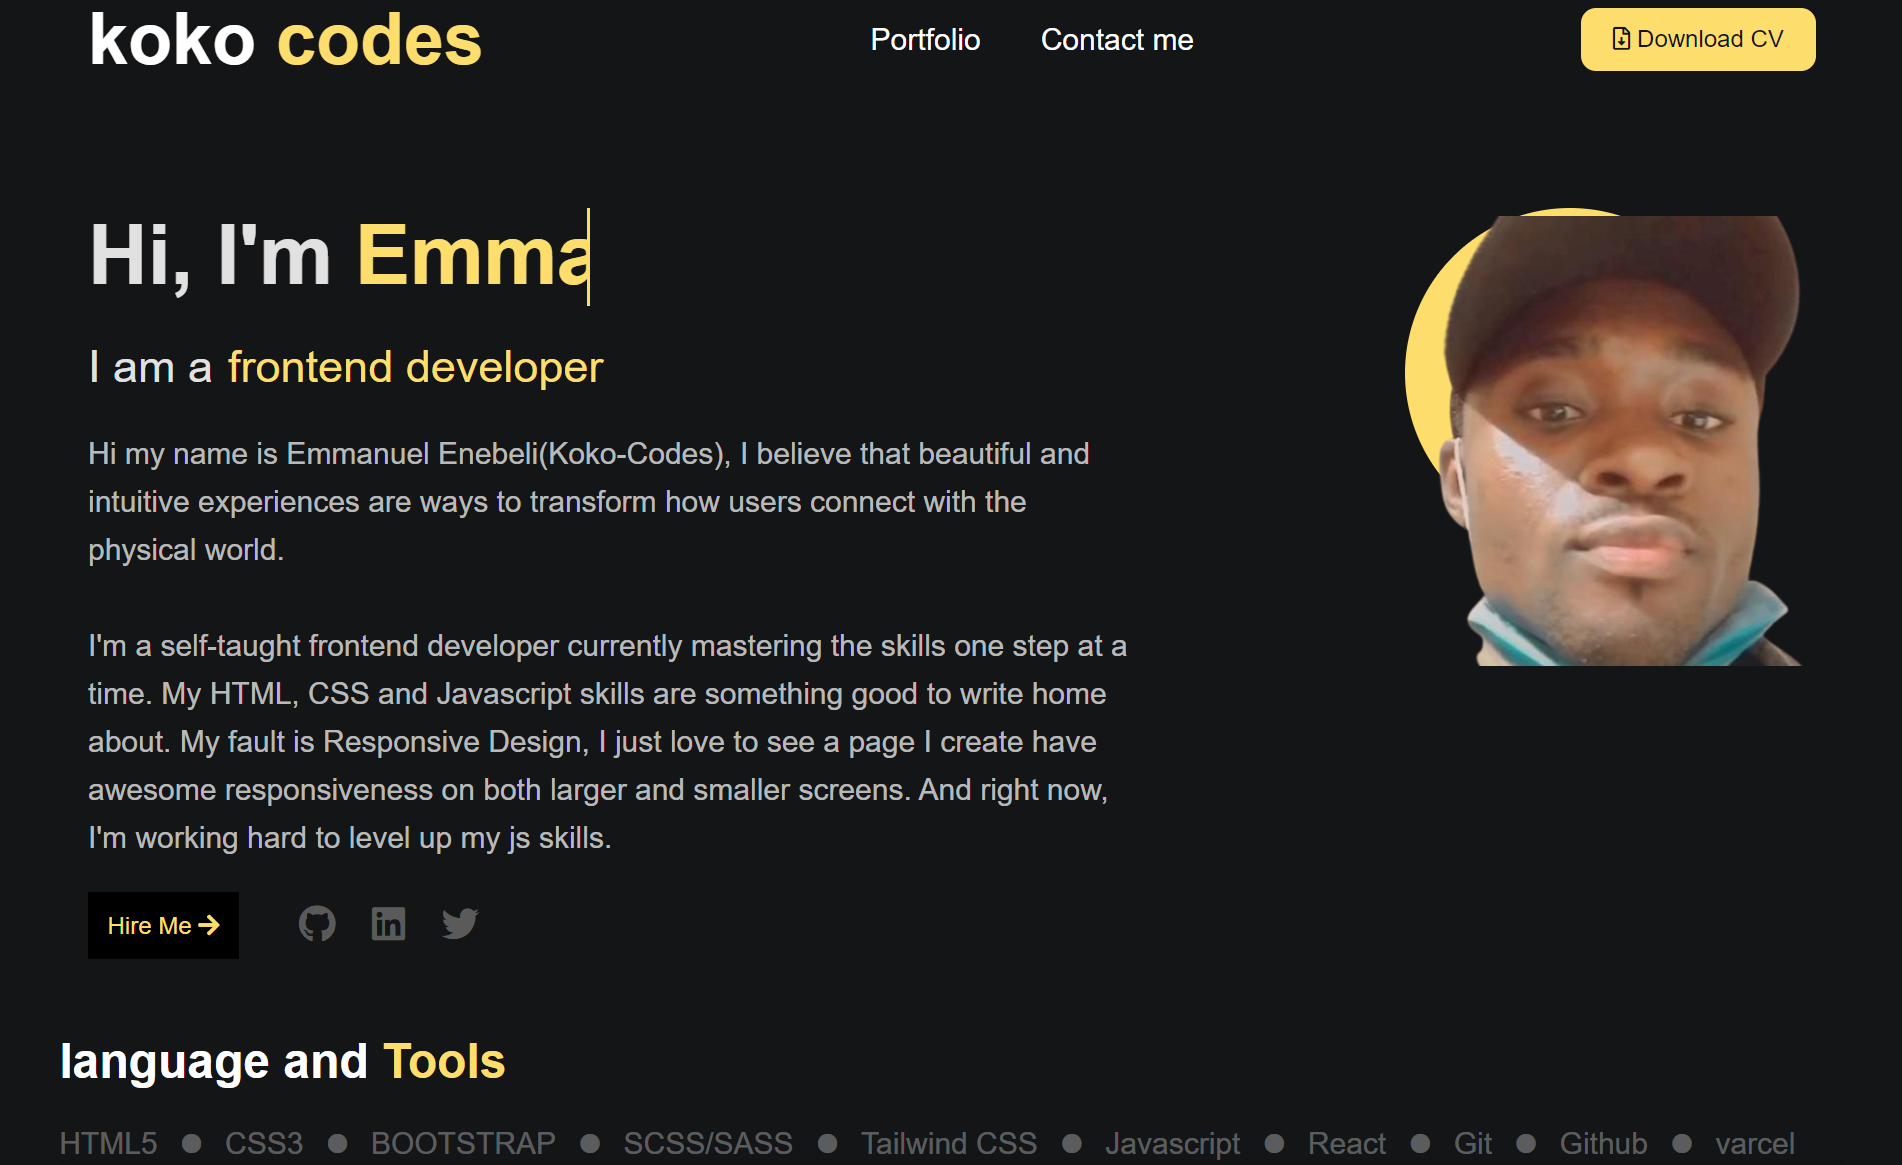 koko codes
Portfolio
Contact me
Download CV
Hi, I'm Emma
I am a frontend developer
Hi my name is Emmanuel Enebeli(Koko-Codes), I believe that beautiful and
intuitive experiences are ways to transform how users connect with the
physical world.
I'm a self-taught frontend developer currently mastering the skills one step at a
time. My HTML, CSS and Javascript skills are something good to write home
about. My fault is Responsive Design, I just love to see a page I create have
awesome responsiveness on both larger and smaller screens. And right now,
I'm working hard to level up my js skills.
Hire Me
in
language and Tools
HTML5 ● CSS3 ● BOOTSTRAP ● SCSS/SASS ● Tailwind CSS ● Javascript ● React ● Git ● Github ● varcel